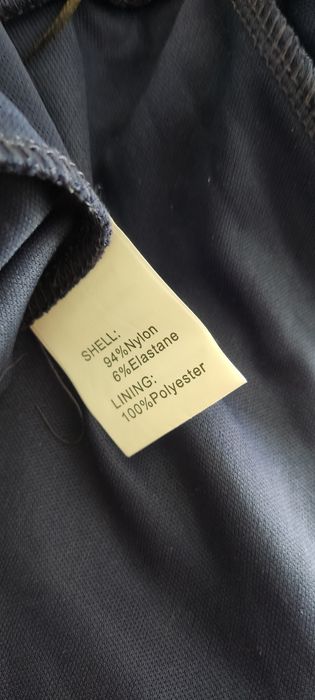 SHELL:
94%Nylon
6%Elastane
LINING:
100%Polyester